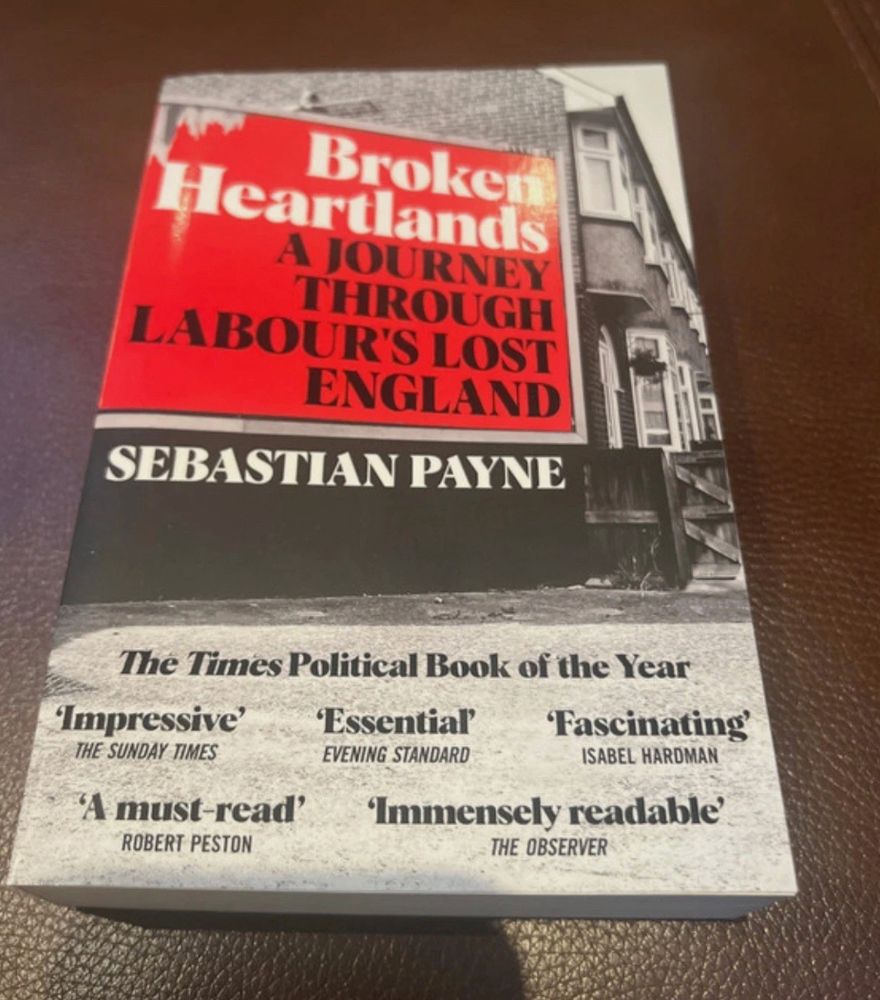 Broken
Heartlands
A JOURNEY
THROUGH
LABOUR'S LOST
ENGLAND
SEBASTIAN PAYNE
The Times Political Book of the Year
‘Impressive’ ‘Essential’ ‘Fascinating’
THE SUNDAY TIMES EVENING STANDARD ISABEL HARDMAN
‘A must-read’ ‘Immensely readable’
ROBERT PESTON THE OBSERVER